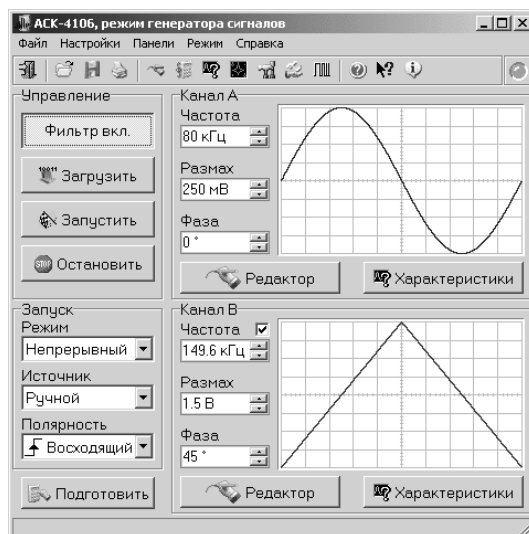 АСК-4106, режим генератора сигналов
Файл Настройки Панели Режим Справка
Управление
Фильтр вкл.
Загрузить
Запустить
STOP Остановить
Запуск
Режим
Непрерывный
Источник
Ручной
Полярность
Восходящий
Подготовить
Канал A
Частота
80 кГц
Размах
250 мВ
Фаза
0 °
Редактор
Характеристики
Канал B
Частота
149.6 кГц
Размах
1.5 В
Фаза
45 °
Редактор
Характеристики